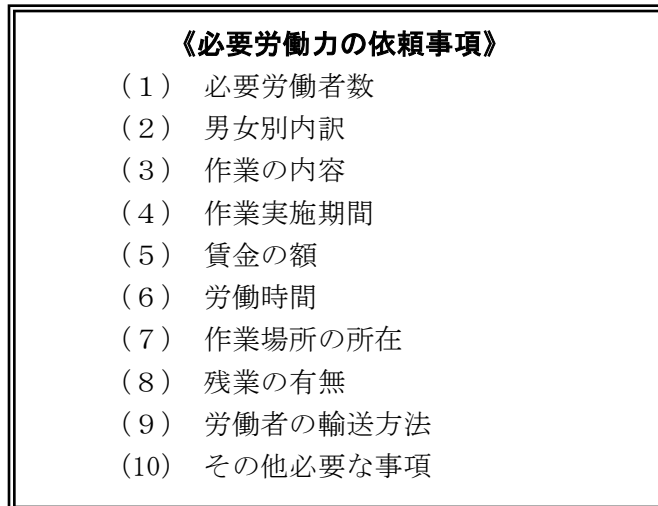 《必要労働力の依頼事項》
（１） 必要労働者数
（２） 男女別内訳
（３） 作業の内容
（４） 作業実施期間
（５） 賃金の額
（６） 労働時間
（７） 作業場所の所在
（８） 残業の有無
（９） 労働者の輸送方法
(10) その他必要な事項